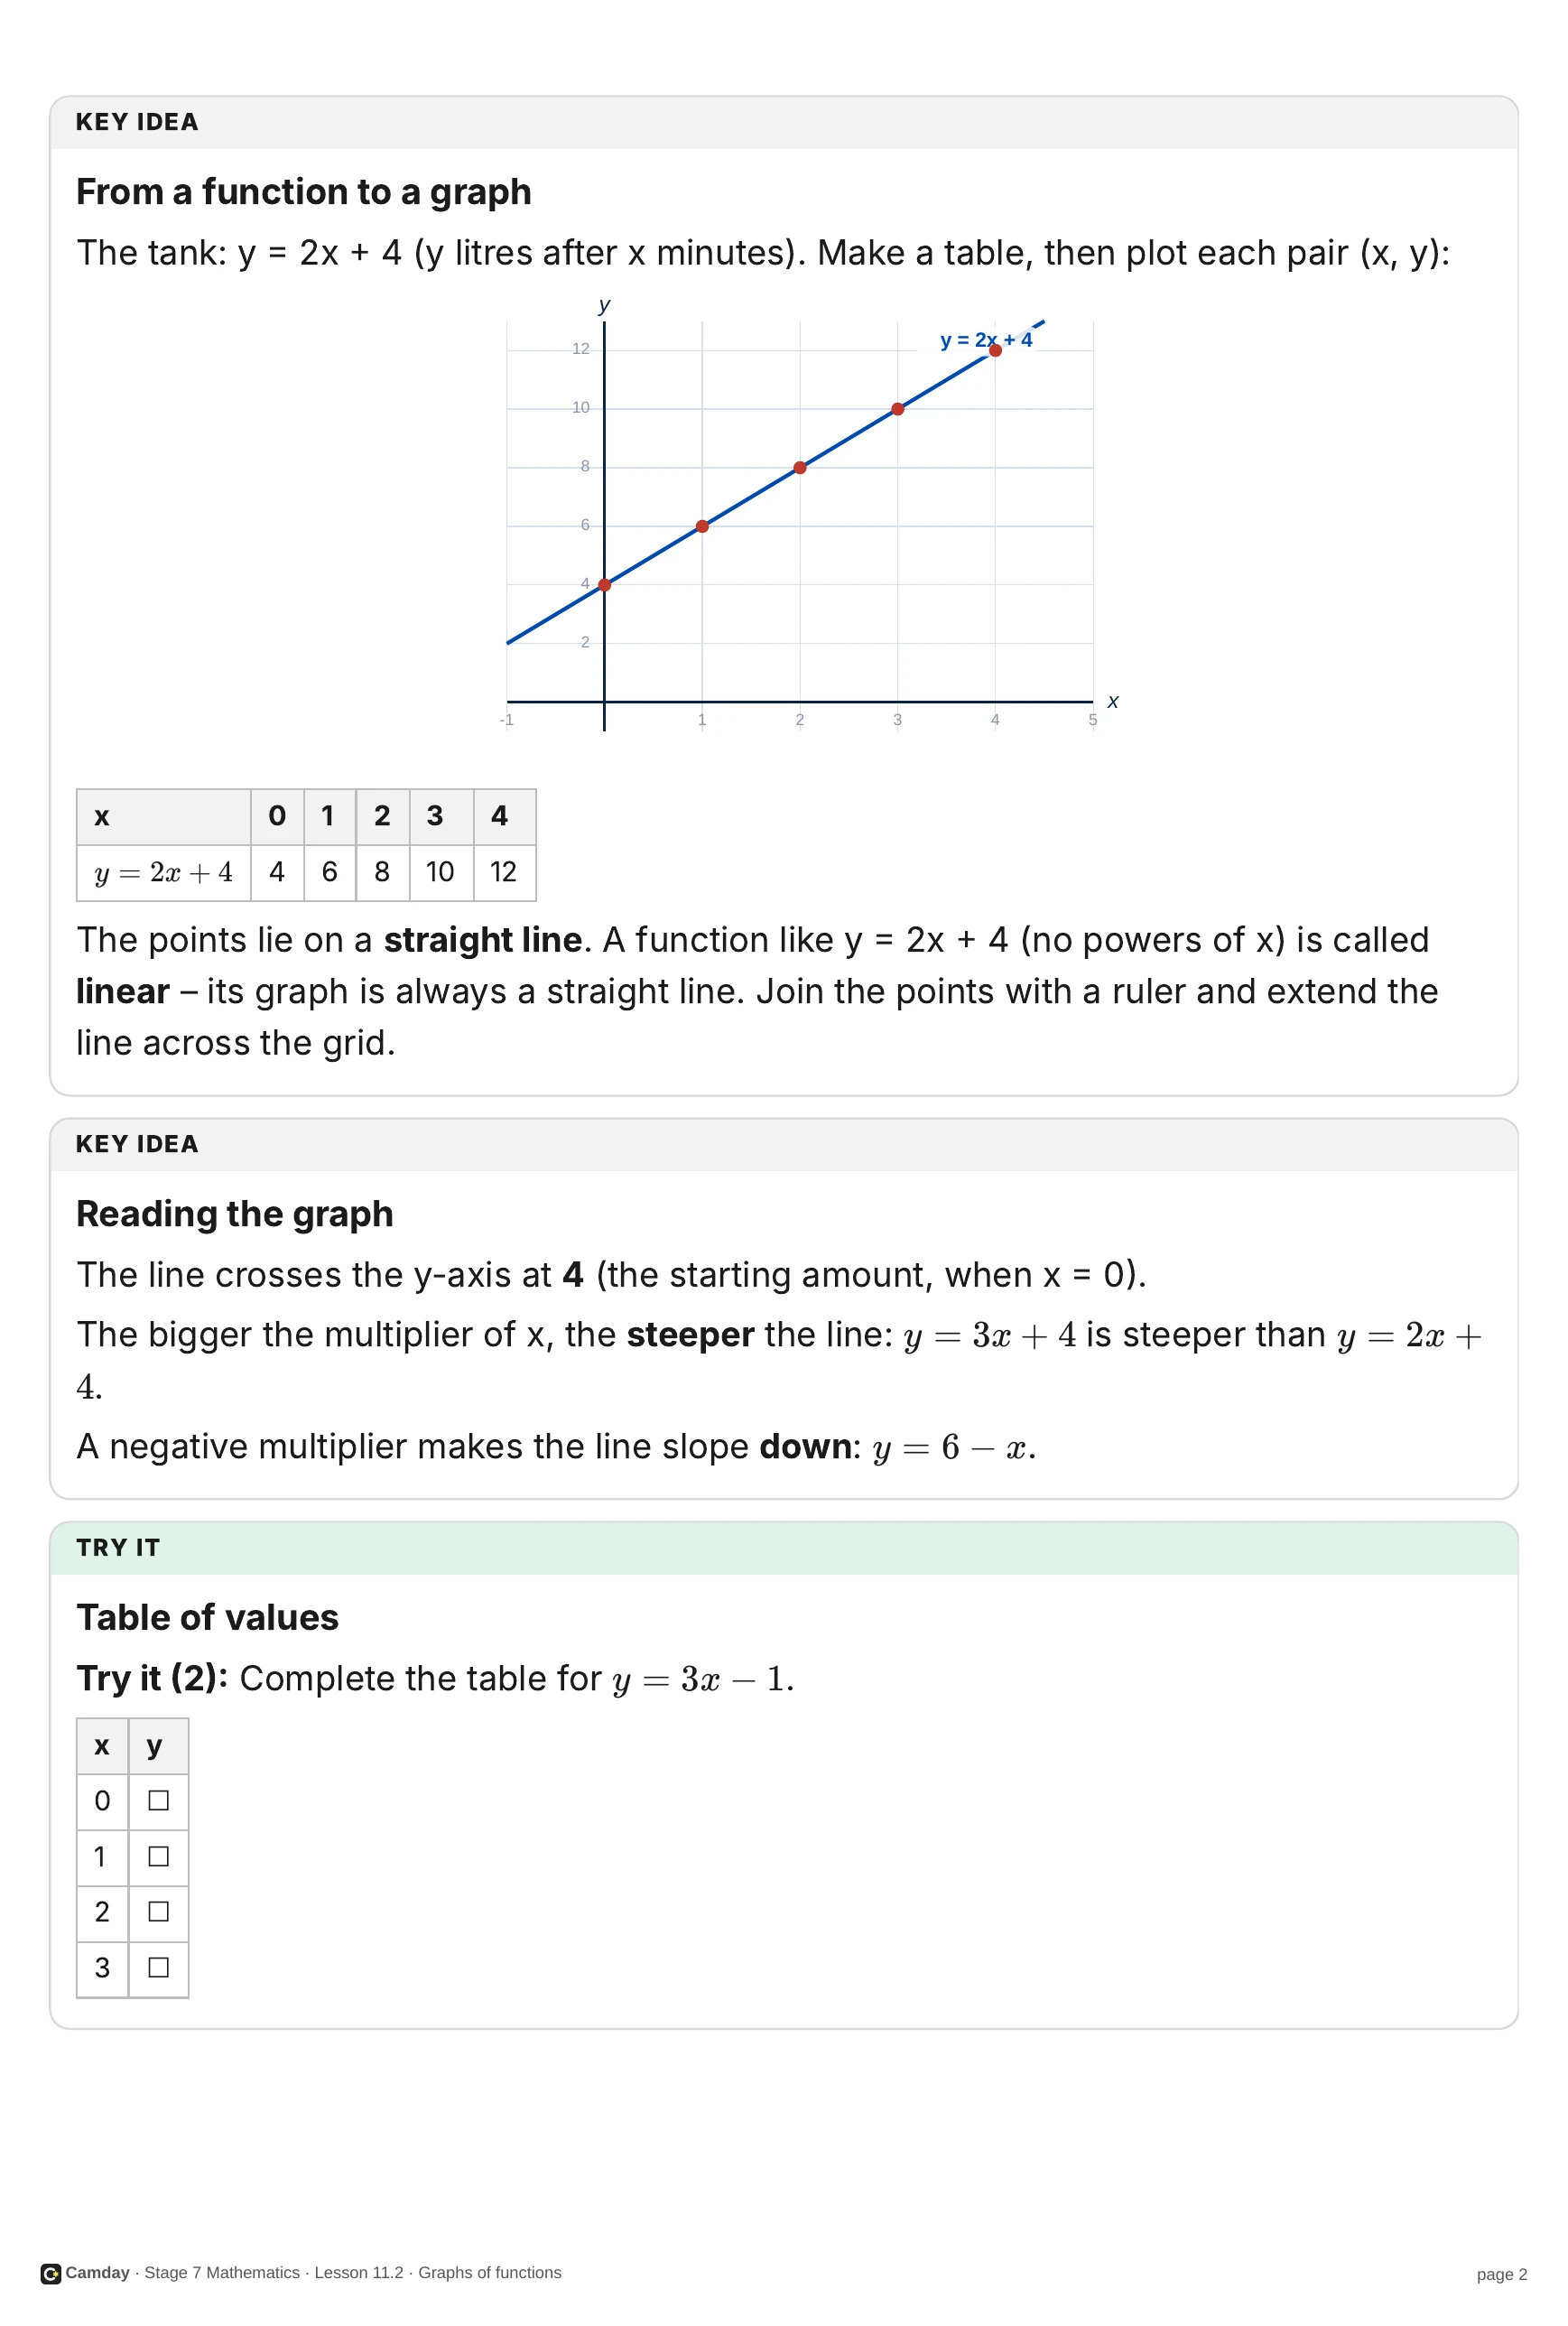 KEY IDEA
From a function to a graph
The tank: y = 2x + 4 (y litres after x minutes). Make a table, then plot each pair (x, y):
y
12
y = 2x + 4
10
8
6
4
2
x
-1 1 2 3 4 5
x 0 1 2 3 4
y = 2x + 4 4 6 8 10 12
The points lie on a straight line. A function like y = 2x + 4 (no powers of x) is called
linear – its graph is always a straight line. Join the points with a ruler and extend the
line across the grid.
KEY IDEA
Reading the graph
The line crosses the y-axis at 4 (the starting amount, when x = 0).
The bigger the multiplier of x, the steeper the line: y = 3x + 4 is steeper than y = 2x +
4.
A negative multiplier makes the line slope down: y = 6 − x.
TRY IT
Table of values
Try it (2): Complete the table for y = 3x − 1.
x y
0 □
1 □
2 □
3 □
Camday · Stage 7 Mathematics · Lesson 11.2 · Graphs of functions
page 2